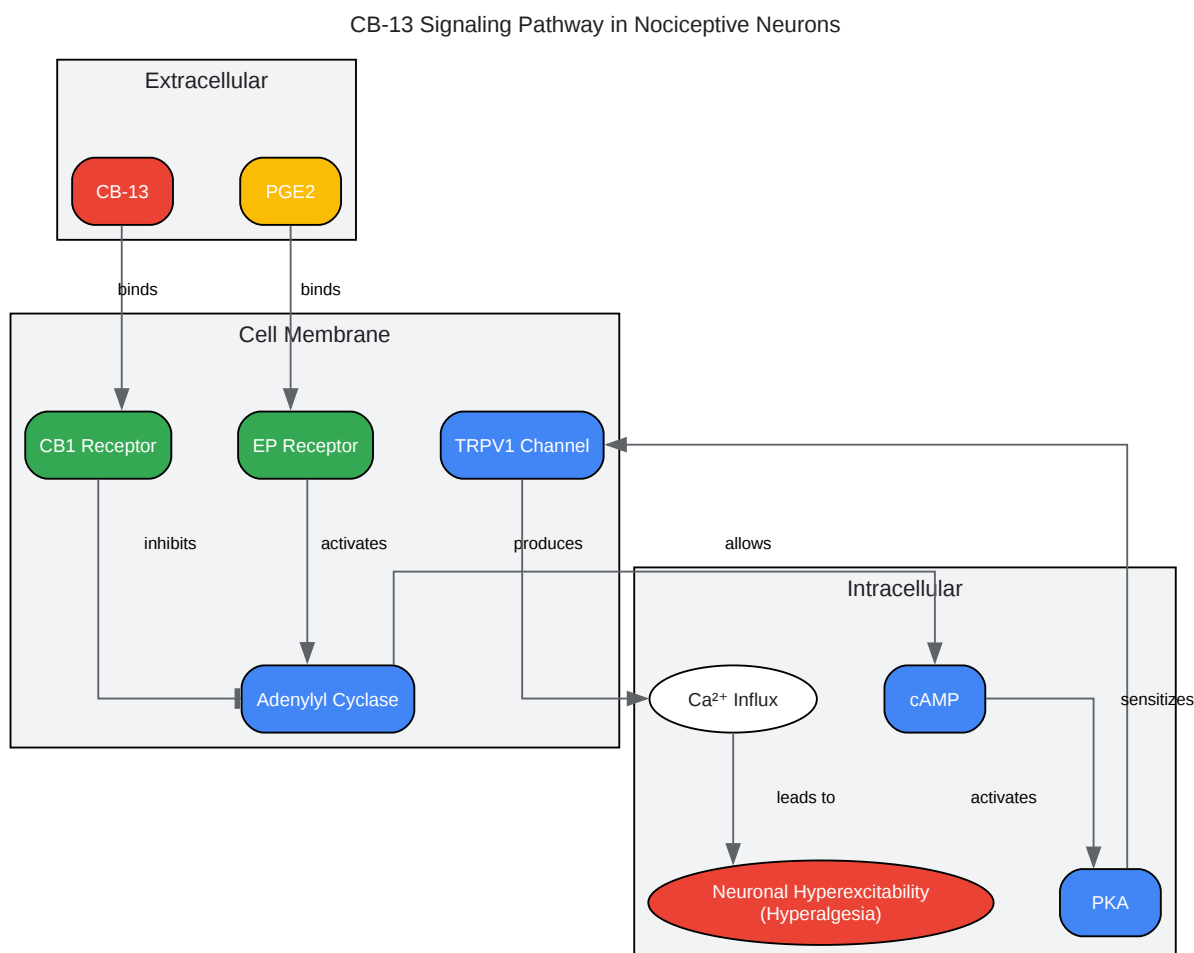 CB-13 Signaling Pathway in Nociceptive Neurons
Extracellular
CB-13
PGE2
binds
binds
Cell Membrane
CB1 Receptor
EP Receptor
TRPV1 Channel
inhibits
activates
produces
allows
Intracellular
Adenylyl Cyclase
Ca²⁺ Influx
cAMP
sensitizes
leads to
activates
Neuronal Hyperexcitability
(Hyperalgesia)
PKA